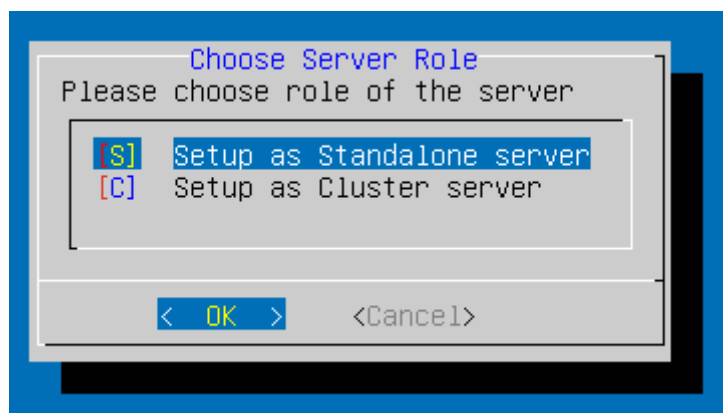 Choose Server Role
Please choose role of the server
[S] Setup as Standalone server
[C] Setup as Cluster server
< OK > <Cancel>